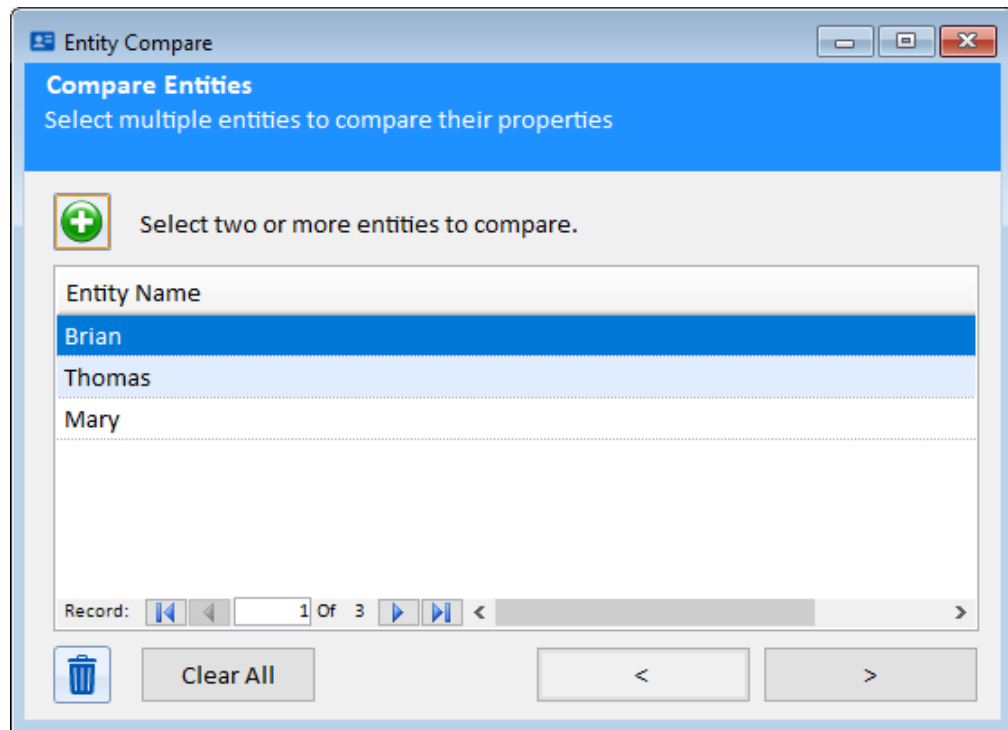 Entity Compare
Compare Entities
Select multiple entities to compare their properties
Select two or more entities to compare.
Entity Name
Brian
Thomas
Mary
Record: 1 Of 3
Clear All < >